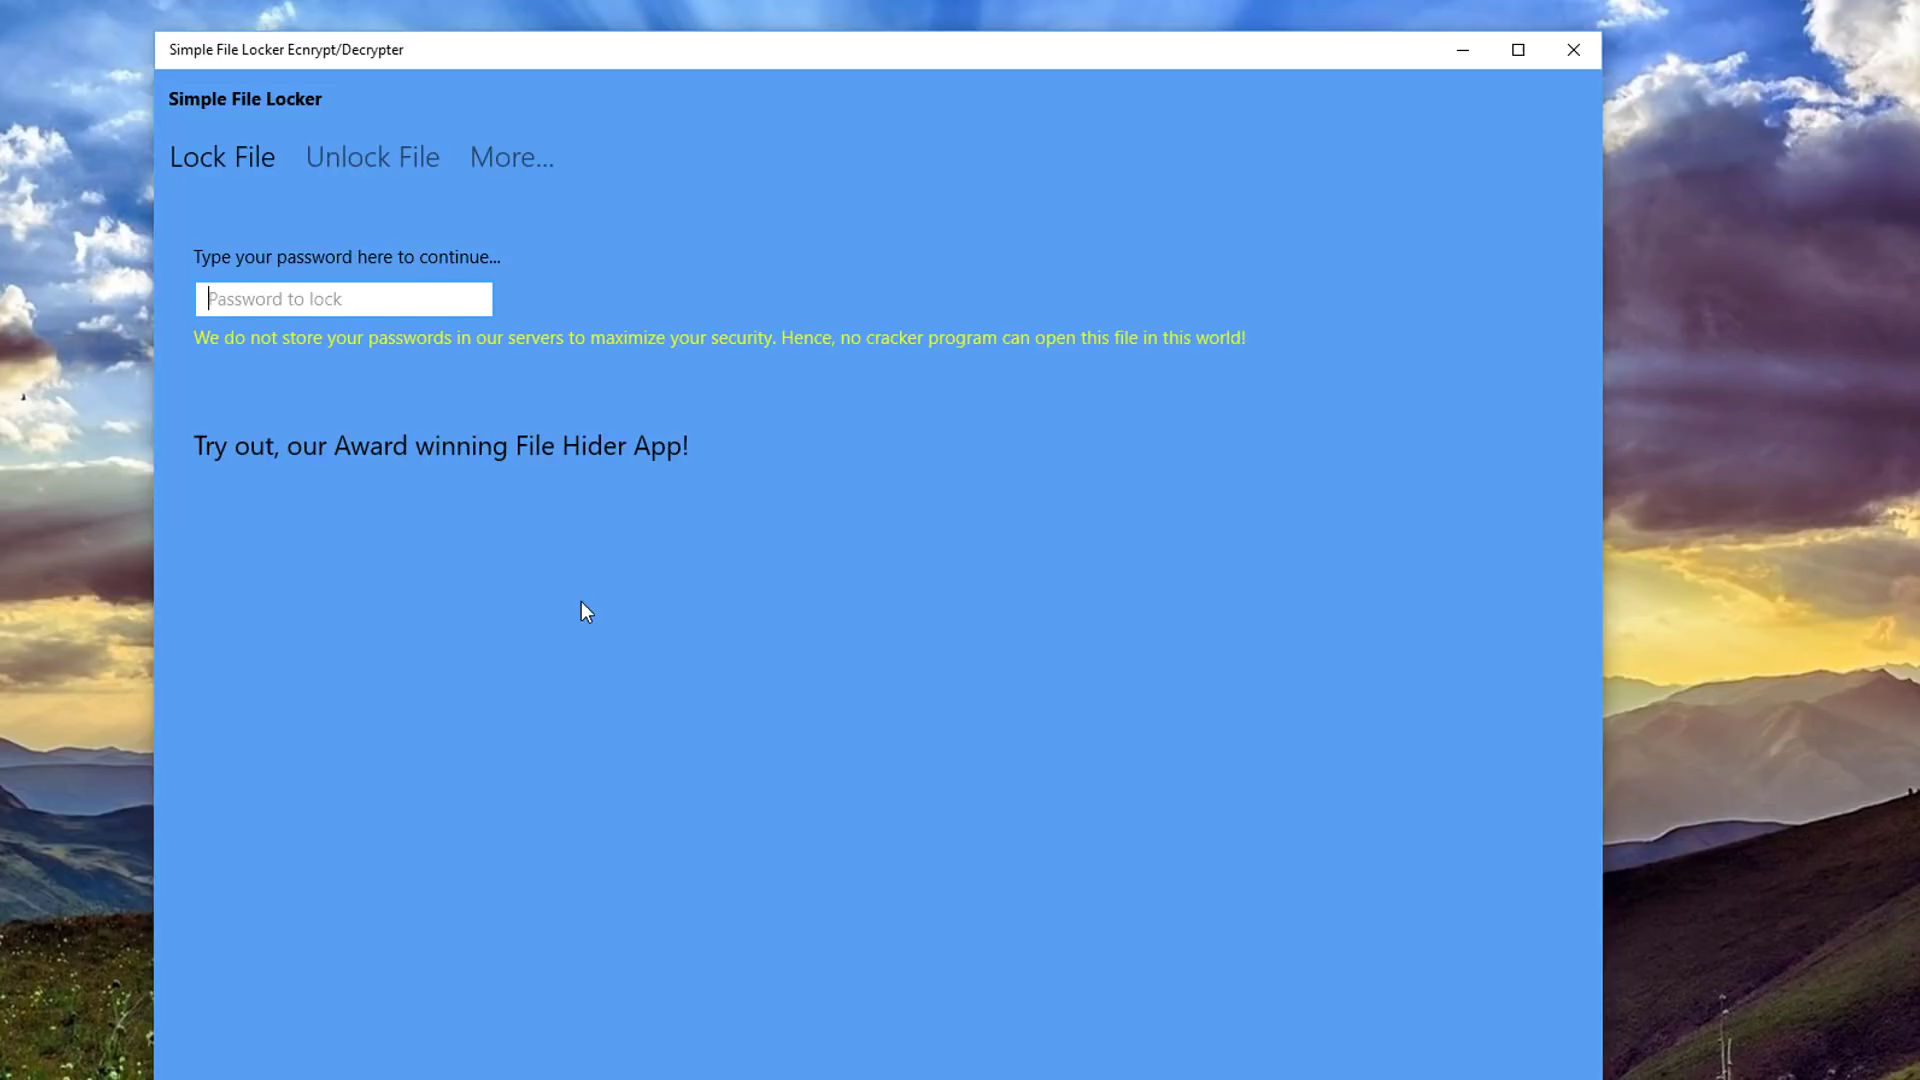 Simple File Locker Ecnrypt/Decrypter
Simple File Locker
Lock File Unlock File More...
Type your password here to continue...
Password to lock
We do not store your passwords in our servers to maximize your security. Hence, no cracker program can open this file in this world!
Try out, our Award winning File Hider App!